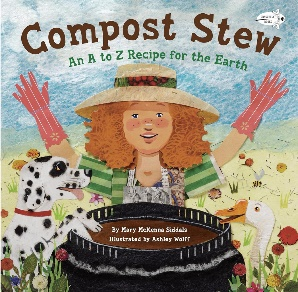 Compost Stew
An A to Z Recipe for the Earth
By Mary McKenna Siddals
Illustrated by Ashley Wolff